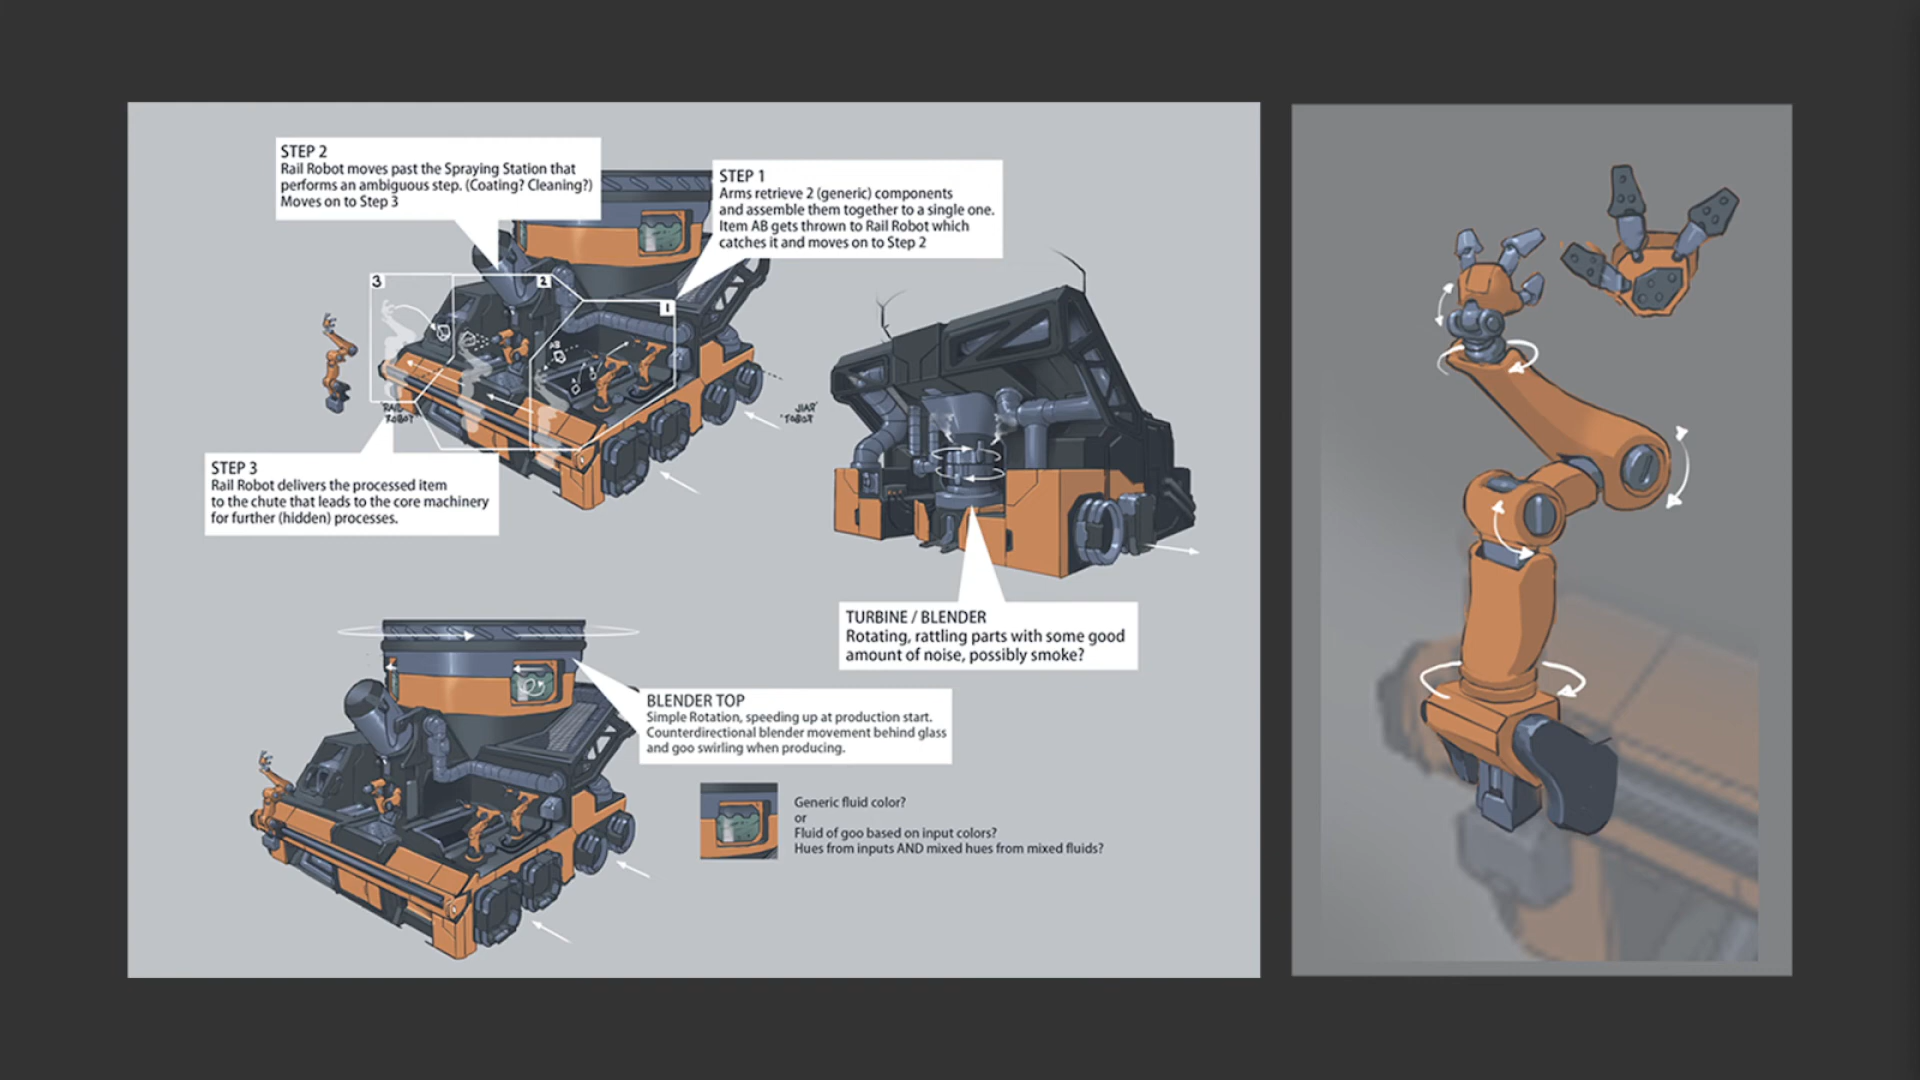 STEP 2
Rail Robot moves past the Spraying Station that
performs an ambiguous step. (Coating? Cleaning?)
Moves on to Step 3
STEP 1
Arms retrieve 2 (generic) components
and assemble them together to a single one.
Item AB gets thrown to Rail Robot which
catches it and moves on to Step 2
3
2
1
AB
A
"RAIL
ROBOT"
STEP 3
Rail Robot delivers the processed item
to the chute that leads to the core machinery
for further (hidden) processes.
TURBINE / BLENDER
Rotating, rattling parts with some good
amount of noise, possibly smoke?
BLENDER TOP
Simple Rotation, speeding up at production start.
Counterdirectional blender movement behind glass
and goo swirling when producing.
Generic fluid color?
or
Fluid of goo based on input colors?
Hues from inputs AND mixed hues from mixed fluids?